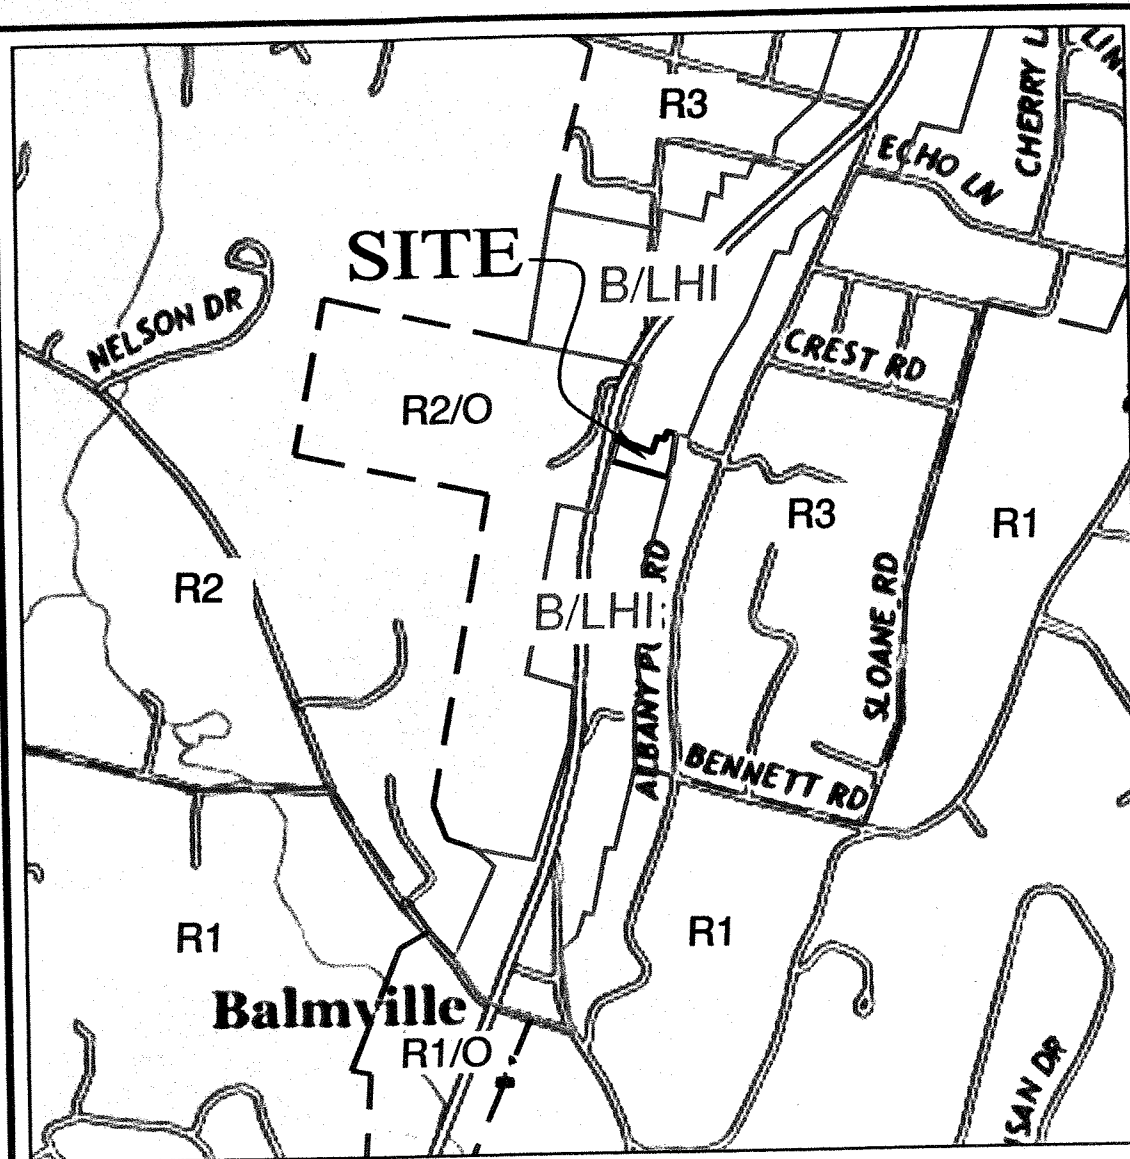 R3
CHERRY L
LIN
ECHO LN
SITE
B/LHI
NELSON DR
CREST RD
R2/O
R3
R1
R2
B/LHI
ALBANY P RD
SLOANE RD
BENNETT RD
R1
R1
Balmville
R1/O
SAN DR